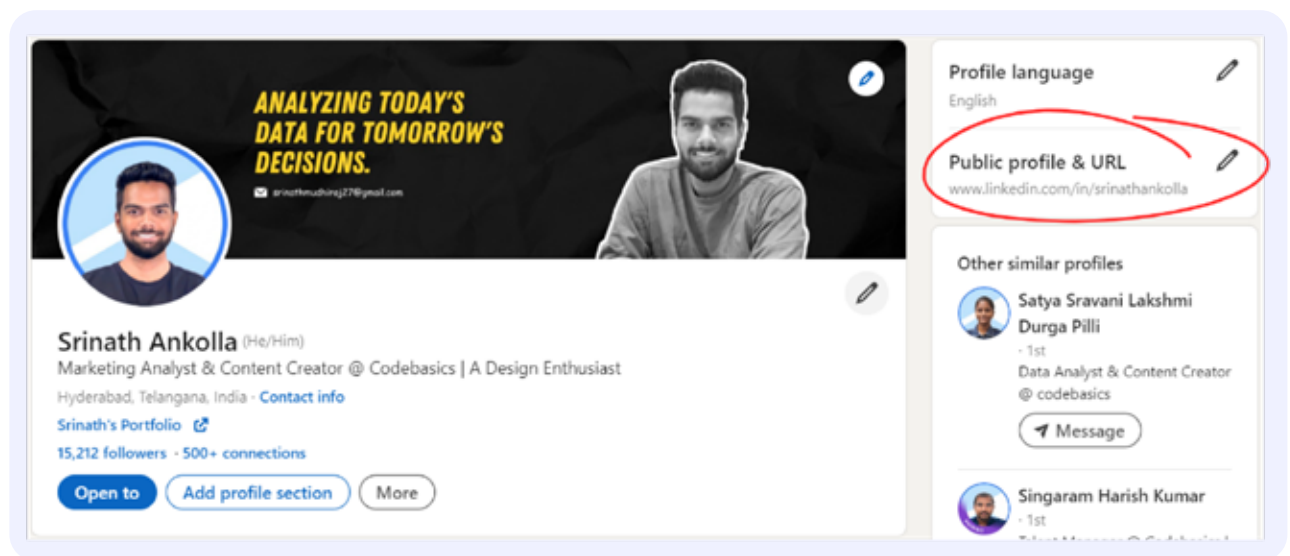 ANALYZING TODAY'S
DATA FOR TOMORROW'S
DECISIONS.
srinathmudhiraj27@gmail.com
Srinath Ankolla (He/Him)
Marketing Analyst & Content Creator @ Codebasics | A Design Enthusiast
Hyderabad, Telangana, India · Contact info
Srinath's Portfolio
15,212 followers · 500+ connections
Open to
Add profile section
More
Profile language
English
Public profile & URL
www.linkedin.com/in/srinathankolla
Other similar profiles
Satya Sravani Lakshmi
Durga Pilli
· 1st
Data Analyst & Content Creator
@ codebasics
Message
Singaram Harish Kumar
· 1st